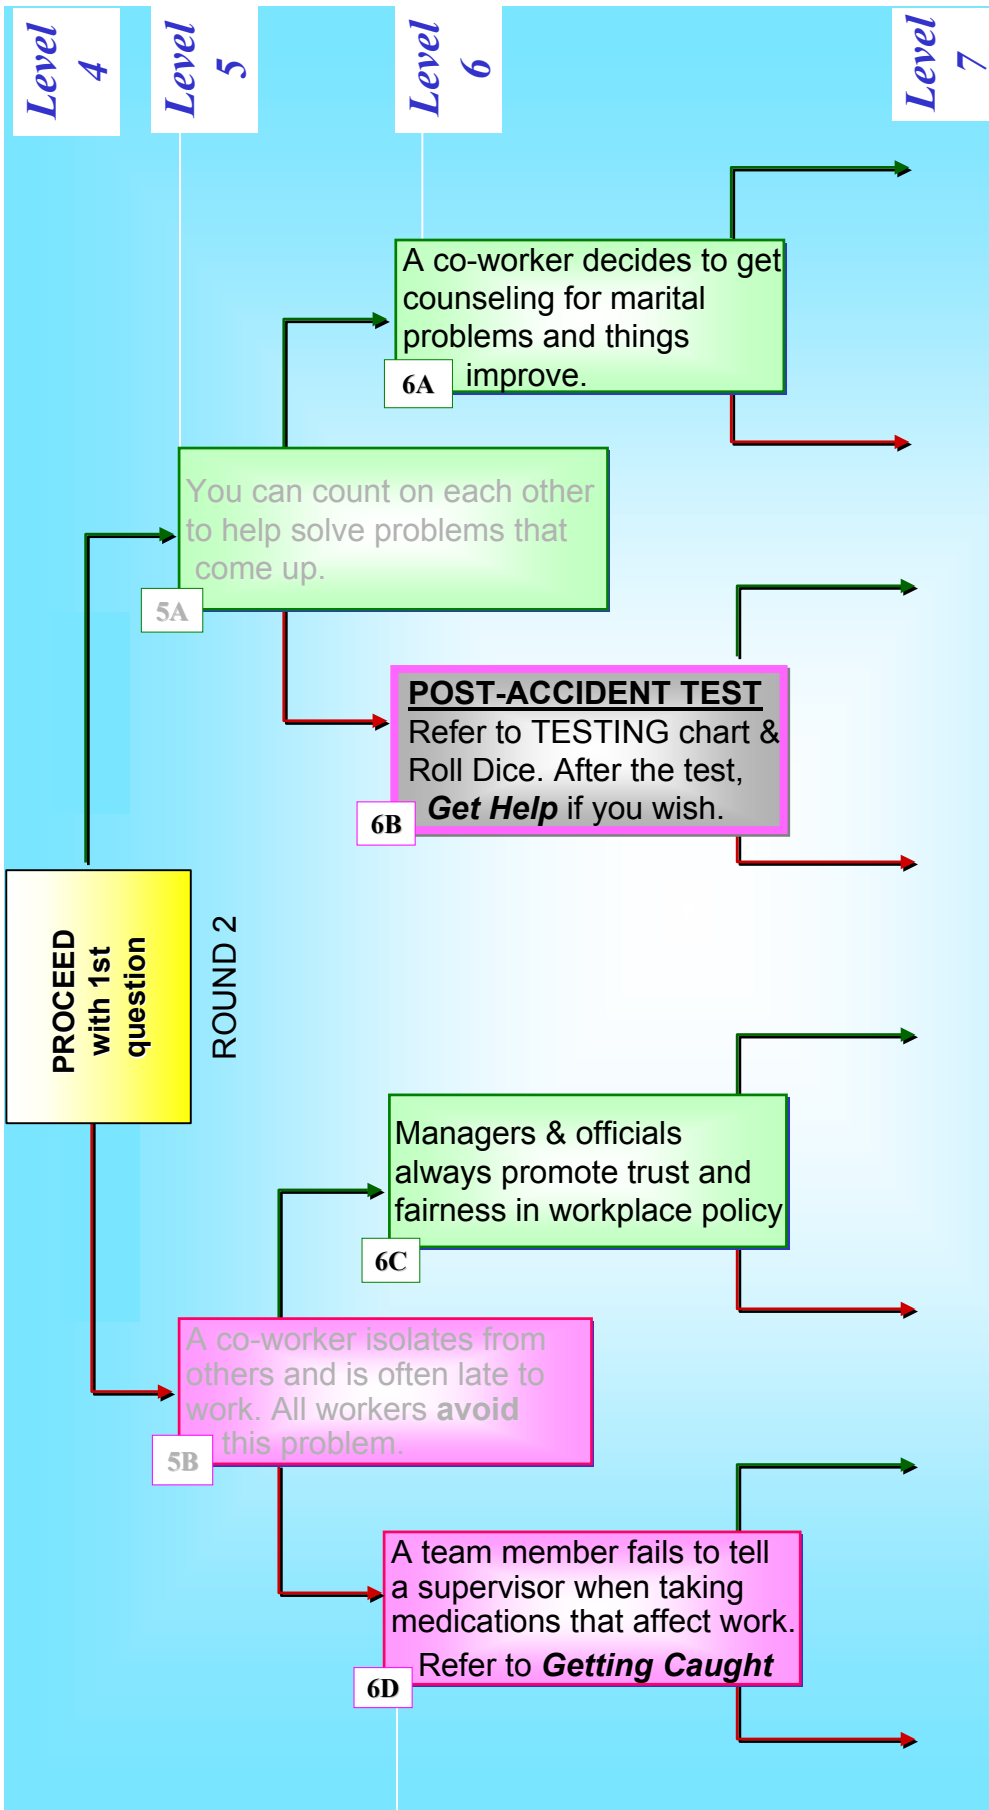 Level
4
Level
5
Level
6
Level
7
A co-worker decides to get
counseling for marital
problems and things
improve.
6A
You can count on each other
to help solve problems that
come up.
5A
POST-ACCIDENT TEST
Refer to TESTING chart &
Roll Dice. After the test,
Get Help if you wish.
6B
PROCEED
with 1st
question
ROUND 2
Managers & officials
always promote trust and
fairness in workplace policy
6C
A co-worker isolates from
others and is often late to
work. All workers avoid
this problem.
5B
A team member fails to tell
a supervisor when taking
medications that affect work.
Refer to Getting Caught
6D